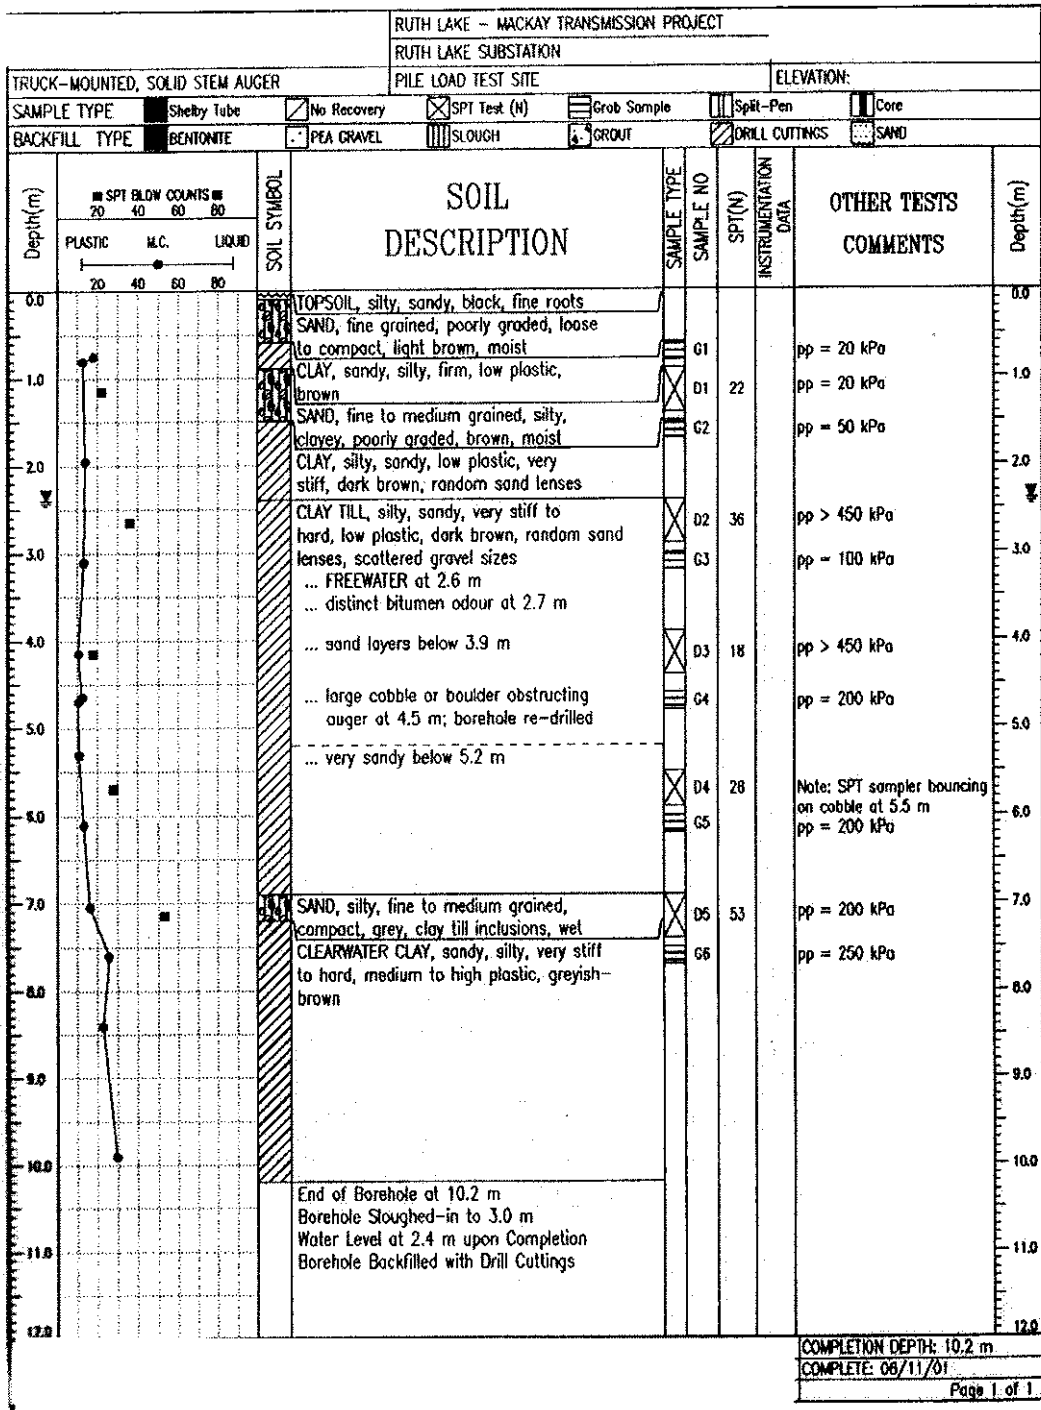 RUTH LAKE - MACKAY TRANSMISSION PROJECT
RUTH LAKE SUBSTATION
TRUCK-MOUNTED, SOLID STEM AUGER PILE LOAD TEST SITE ELEVATION:
SAMPLE TYPE Shelby Tube No Recovery SPT Test (N) Grab Sample Split-Pen Core
BACKFILL TYPE BENTONITE PEA GRAVEL SLOUGH GROUT DRILL CUTTINGS SAND
Depth(m)
■ SPT BLOW COUNTS ■
20 40 60 80
PLASTIC M.C. LIQUID
20 40 60 80
SOIL SYMBOL
SOIL
DESCRIPTION
SAMPLE TYPE
SAMPLE NO
SPT(N)
INSTRUMENTATION
DATA
OTHER TESTS
COMMENTS
Depth(m)
0.0 TOPSOIL, silty, sandy, black, fine roots 0.0
SAND, fine grained, poorly graded, loose
to compact, light brown, moist G1 pp = 20 kPa
1.0 CLAY, sandy, silty, firm, low plastic, 1.0
brown D1 22 pp = 20 kPa
SAND, fine to medium grained, silty,
clayey, poorly graded, brown, moist G2 pp = 50 kPa
2.0 CLAY, silty, sandy, low plastic, very 2.0
stiff, dark brown, random sand lenses
CLAY TILL, silty, sandy, very stiff to D2 36 pp > 450 kPa
hard, low plastic, dark brown, random sand
3.0 lenses, scattered gravel sizes G3 pp = 100 kPa 3.0
... FREEWATER at 2.6 m
... distinct bitumen odour at 2.7 m
4.0 ... sand layers below 3.9 m D3 18 pp > 450 kPa 4.0
... large cobble or boulder obstructing G4 pp = 200 kPa
auger at 4.5 m; borehole re-drilled
5.0 5.0
... very sandy below 5.2 m
D4 28 Note: SPT sampler bouncing
on cobble at 5.5 m
6.0 G5 pp = 200 kPa 6.0
7.0 SAND, silty, fine to medium grained, D5 53 pp = 200 kPa 7.0
compact, grey, clay till inclusions, wet
CLEARWATER CLAY, sandy, silty, very stiff G6 pp = 250 kPa
to hard, medium to high plastic, greyish-
8.0 brown 8.0
9.0 9.0
10.0 10.0
End of Borehole at 10.2 m
Borehole Sloughed-in to 3.0 m
Water Level at 2.4 m upon Completion
11.0 Borehole Backfilled with Drill Cuttings 11.0
12.0 12.0
COMPLETION DEPTH: 10.2 m
COMPLETE: 06/11/01
Page 1 of 1